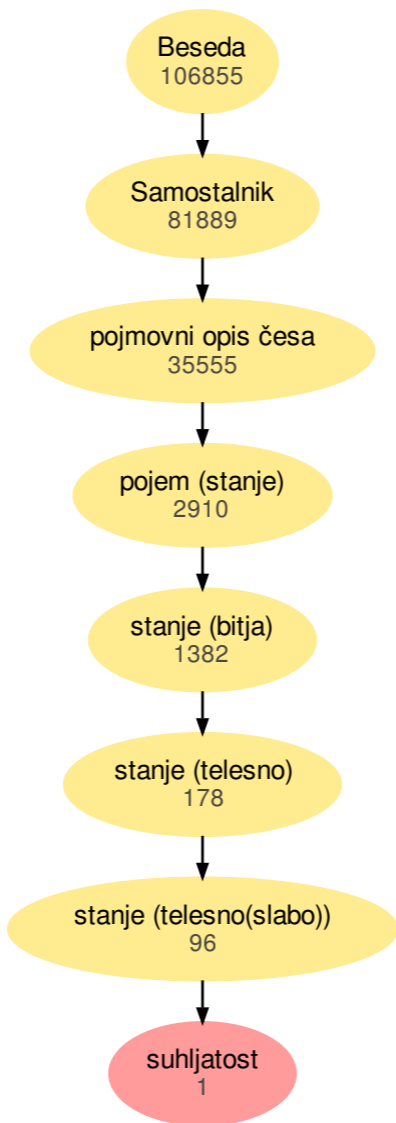 Beseda
106855
Samostalnik
81889
pojmovni opis česa
35555
pojem (stanje)
2910
stanje (bitja)
1382
stanje (telesno)
178
stanje (telesno(slabo))
96
suhljatost
1